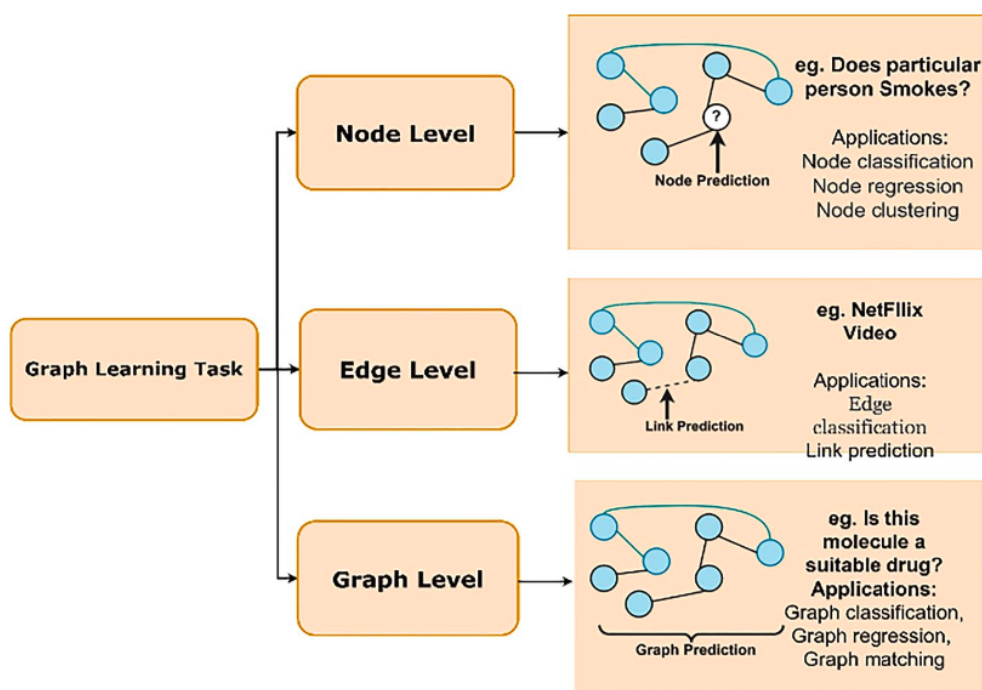 Graph Learning Task
Node Level
?
Node Prediction
eg. Does particular
person Smokes?
Applications:
Node classification
Node regression
Node clustering
Edge Level
Link Prediction
eg. NetFllix
Video
Applications:
Edge
classification
Link prediction
Graph Level
Graph Prediction
eg. Is this
molecule a
suitable drug?
Applications:
Graph classification,
Graph regression,
Graph matching